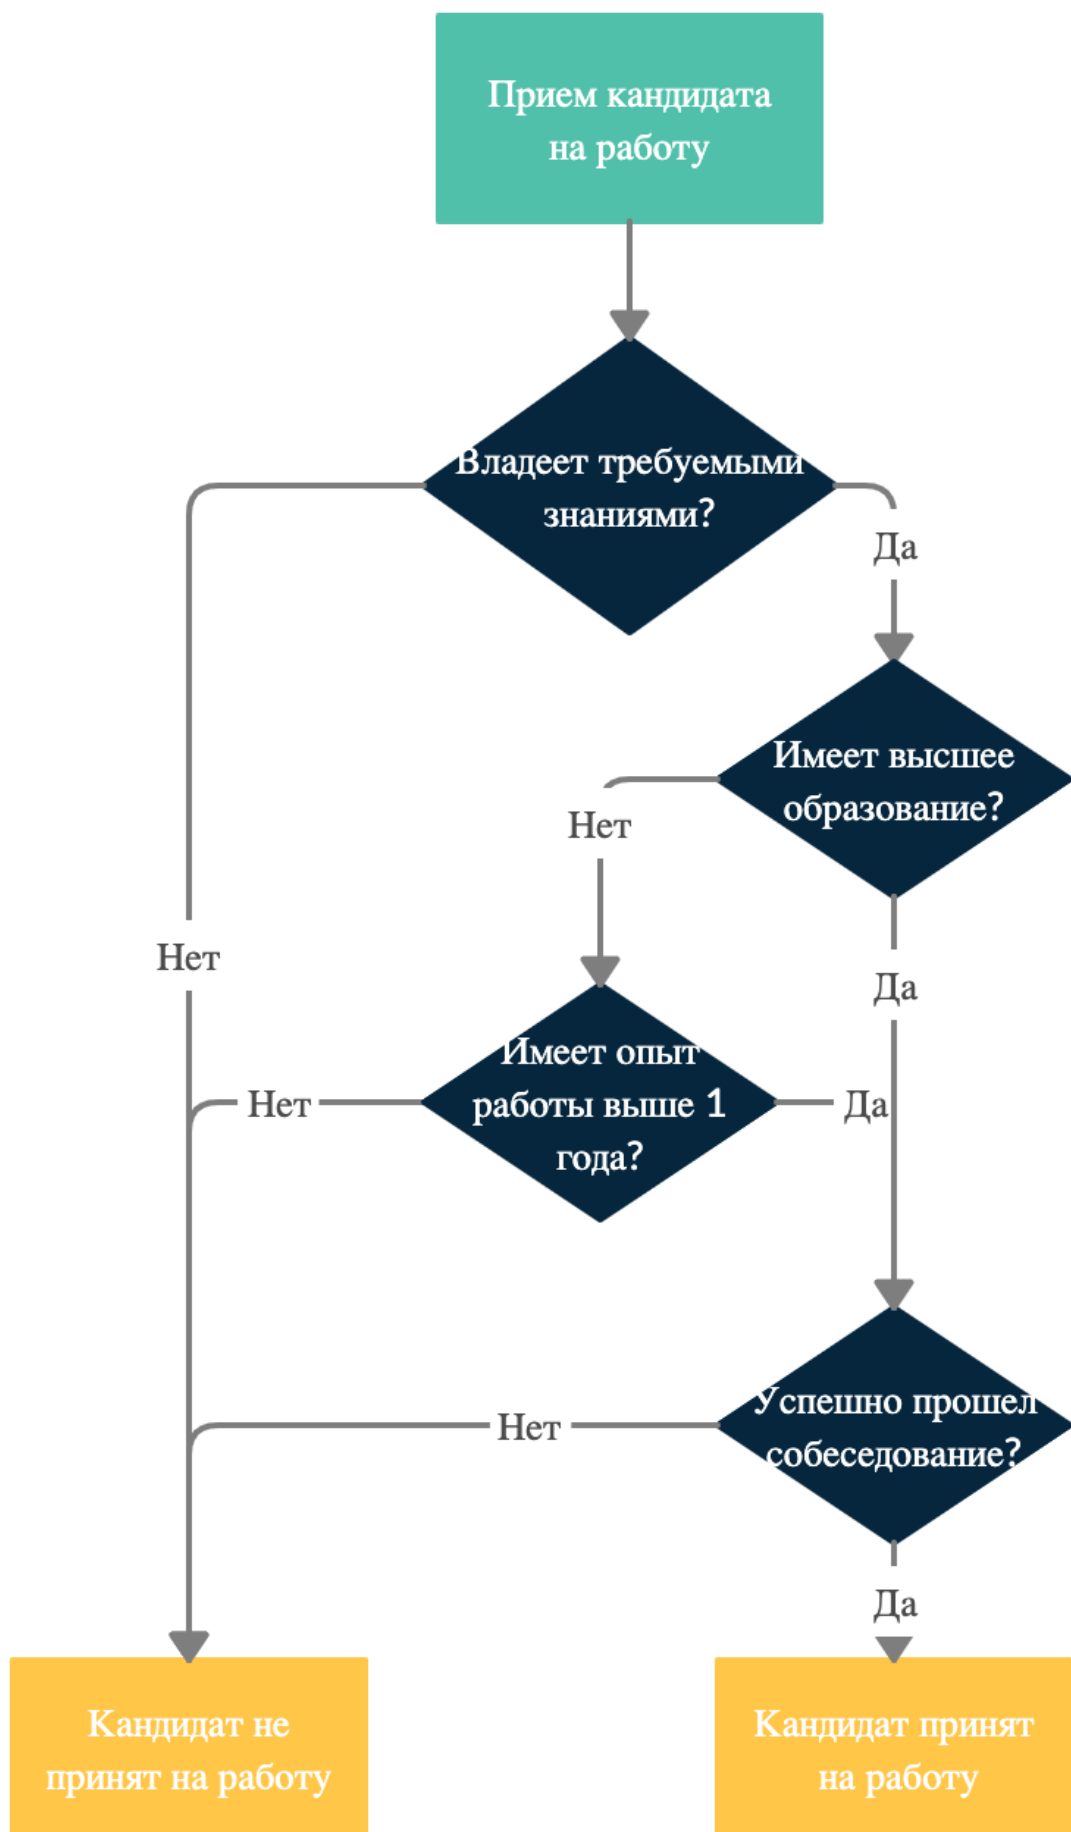 Прием кандидата
на работу
Владеет требуемыми
знаниями?
Да
Имеет высшее
образование?
Нет
Нет
Да
Имеет опыт
работы выше 1
года?
Нет
Да
Успешно прошел
собеседование?
Нет
Да
Кандидат не
принят на работу
Кандидат принят
на работу